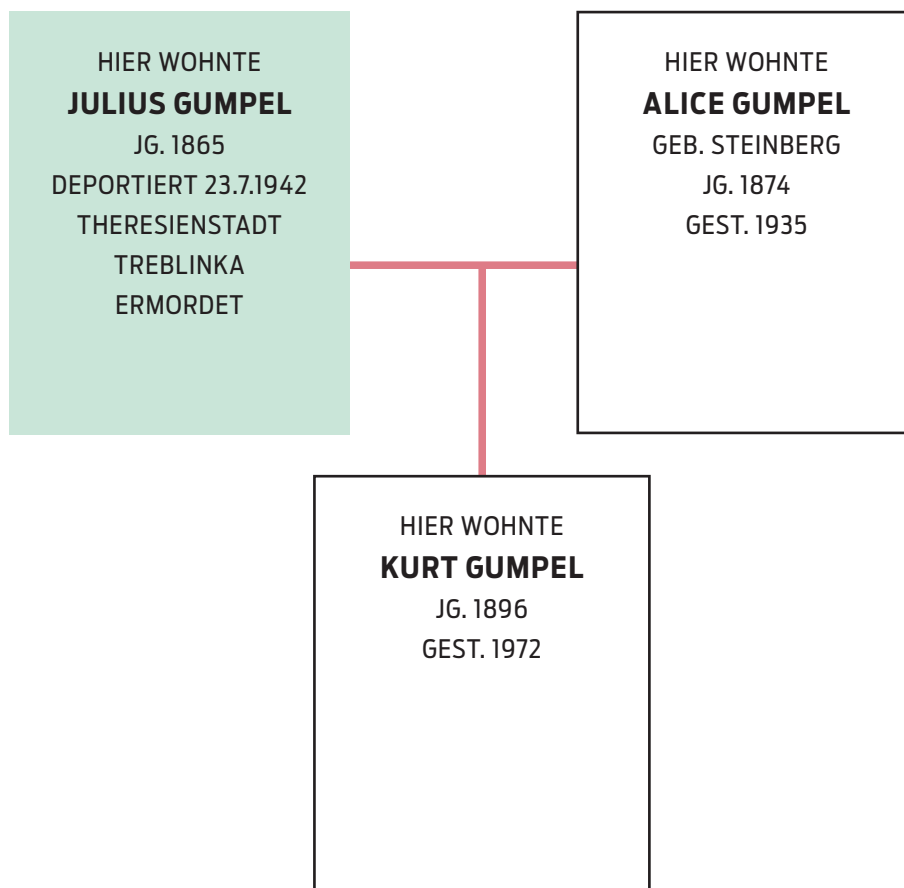 HIER WOHNTE
JULIUS GUMPEL
JG. 1865
DEPORTIERT 23.7.1942
THERESIENSTADT
TREBLINKA
ERMORDET
HIER WOHNTE
ALICE GUMPEL
GEB. STEINBERG
JG. 1874
GEST. 1935
HIER WOHNTE
KURT GUMPEL
JG. 1896
GEST. 1972